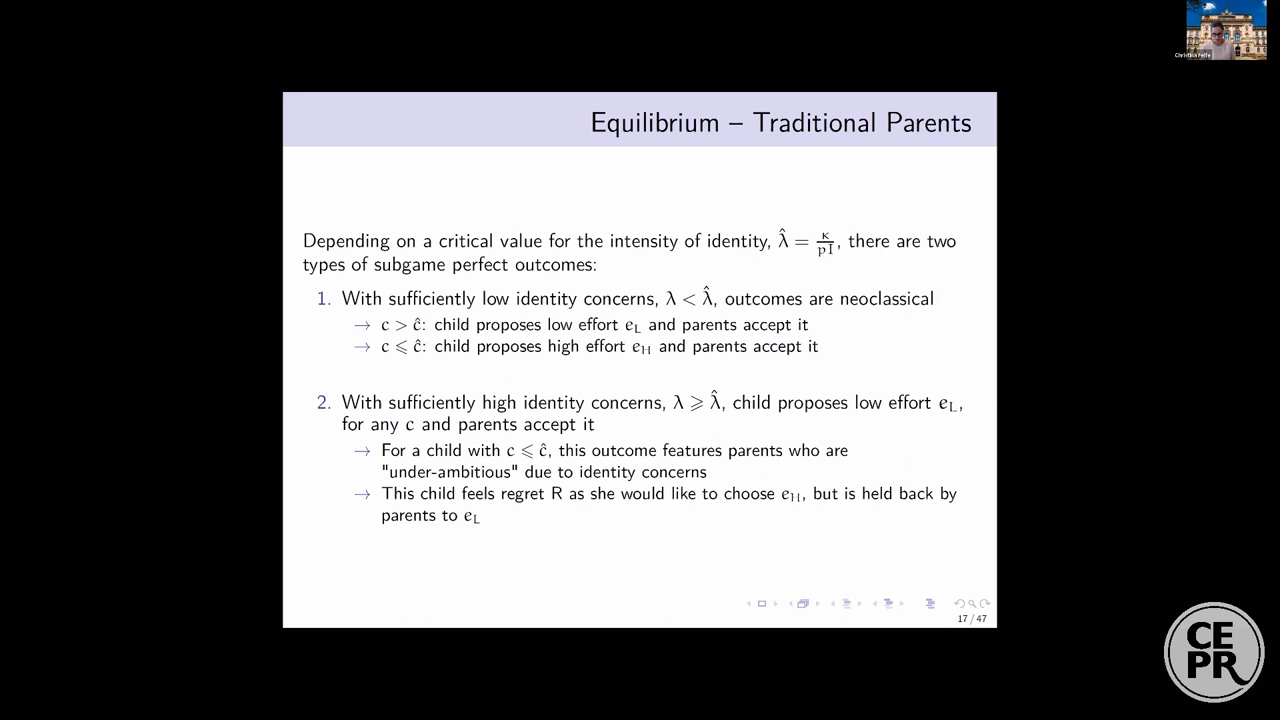 Christina Felfe
Equilibrium – Traditional Parents
Depending on a critical value for the intensity of identity, λ̂ = κ/pI, there are two
types of subgame perfect outcomes:
1. With sufficiently low identity concerns, λ < λ̂, outcomes are neoclassical
→ c > ĉ: child proposes low effort e_L and parents accept it
→ c ⩽ ĉ: child proposes high effort e_H and parents accept it
2. With sufficiently high identity concerns, λ ⩾ λ̂, child proposes low effort e_L,
for any c and parents accept it
→ For a child with c ⩽ ĉ, this outcome features parents who are
"under-ambitious" due to identity concerns
→ This child feels regret R as she would like to choose e_H, but is held back by
parents to e_L
17 / 47
CE
PR